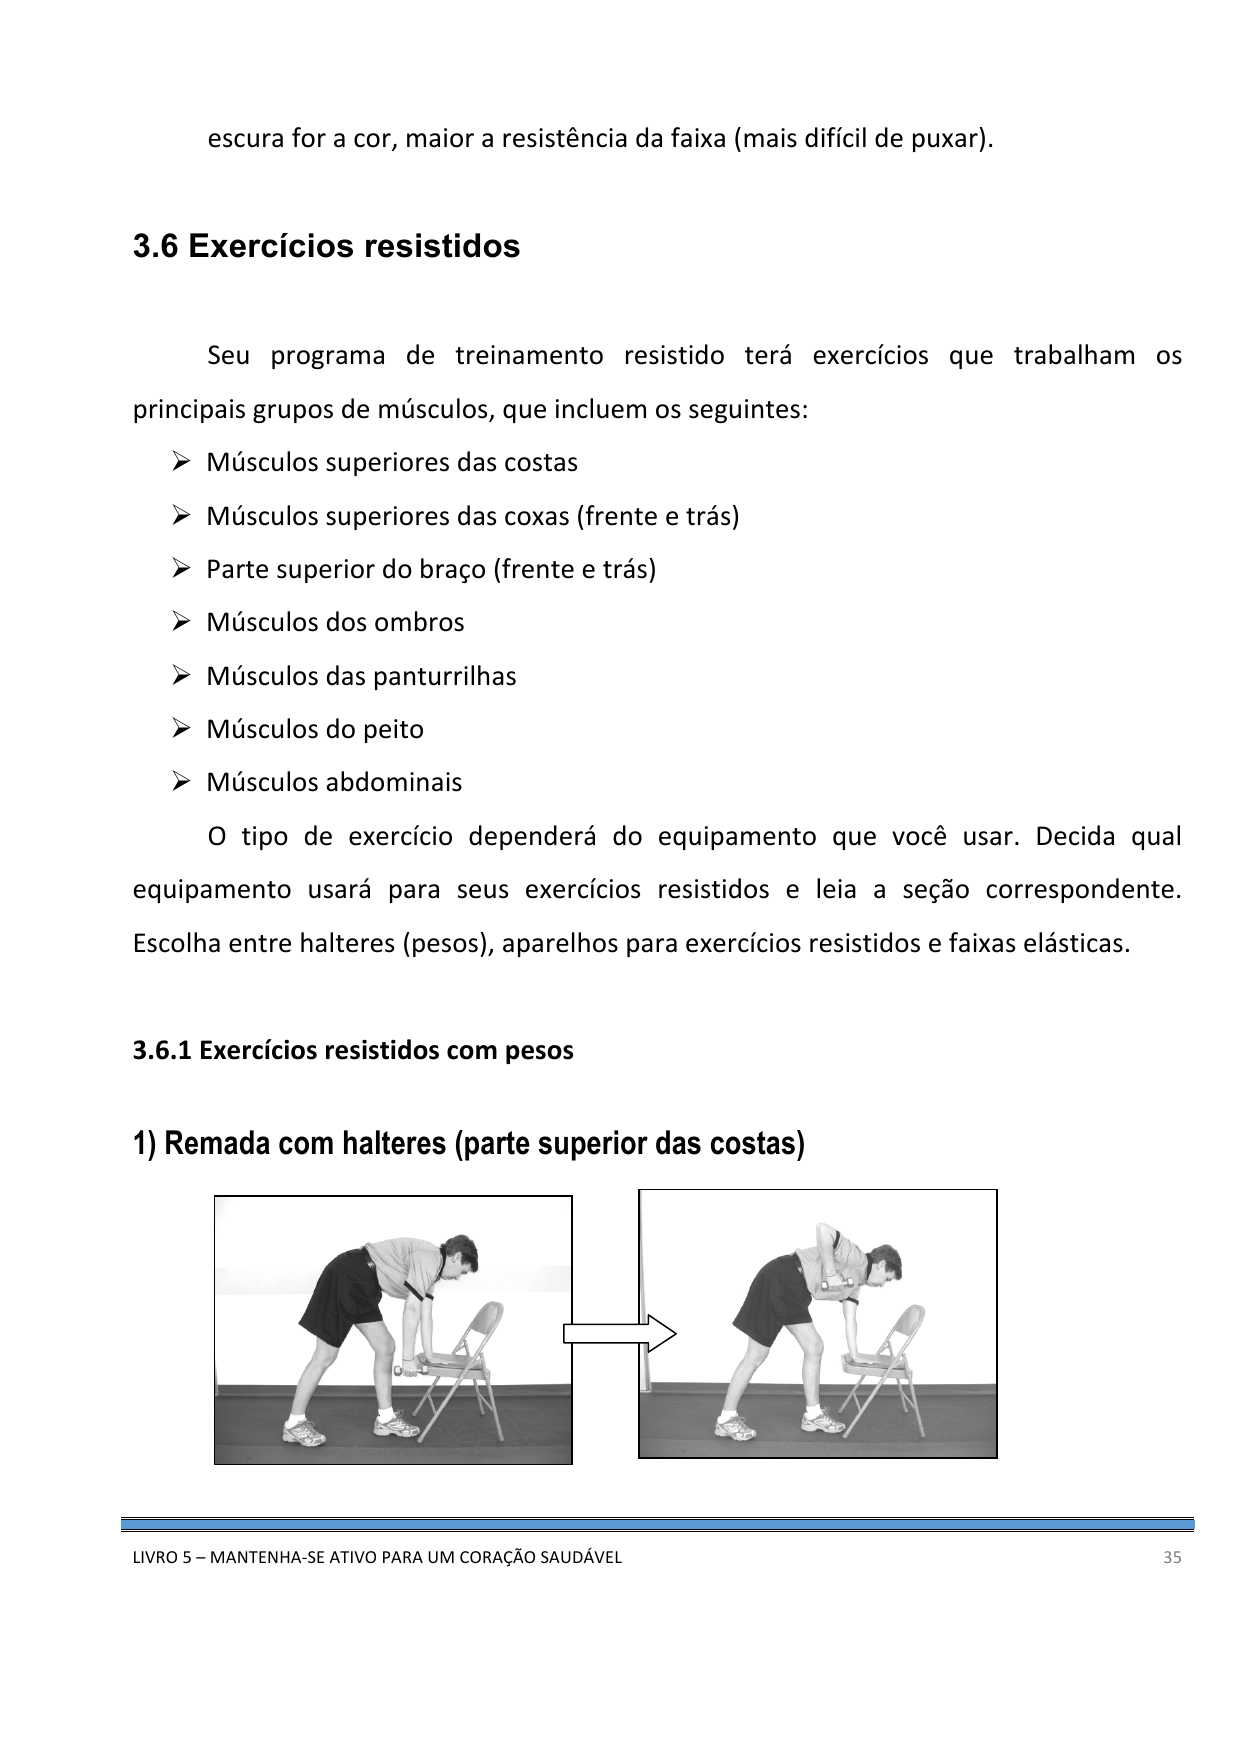 escura for a cor, maior a resistência da faixa (mais difícil de puxar).
3.6 Exercícios resistidos
Seu programa de treinamento resistido terá exercícios que trabalham os
principais grupos de músculos, que incluem os seguintes:
➢ Músculos superiores das costas
➢ Músculos superiores das coxas (frente e trás)
➢ Parte superior do braço (frente e trás)
➢ Músculos dos ombros
➢ Músculos das panturrilhas
➢ Músculos do peito
➢ Músculos abdominais
O tipo de exercício dependerá do equipamento que você usar. Decida qual
equipamento usará para seus exercícios resistidos e leia a seção correspondente.
Escolha entre halteres (pesos), aparelhos para exercícios resistidos e faixas elásticas.
3.6.1 Exercícios resistidos com pesos
1) Remada com halteres (parte superior das costas)
LIVRO 5 – MANTENHA-SE ATIVO PARA UM CORAÇÃO SAUDÁVEL 35